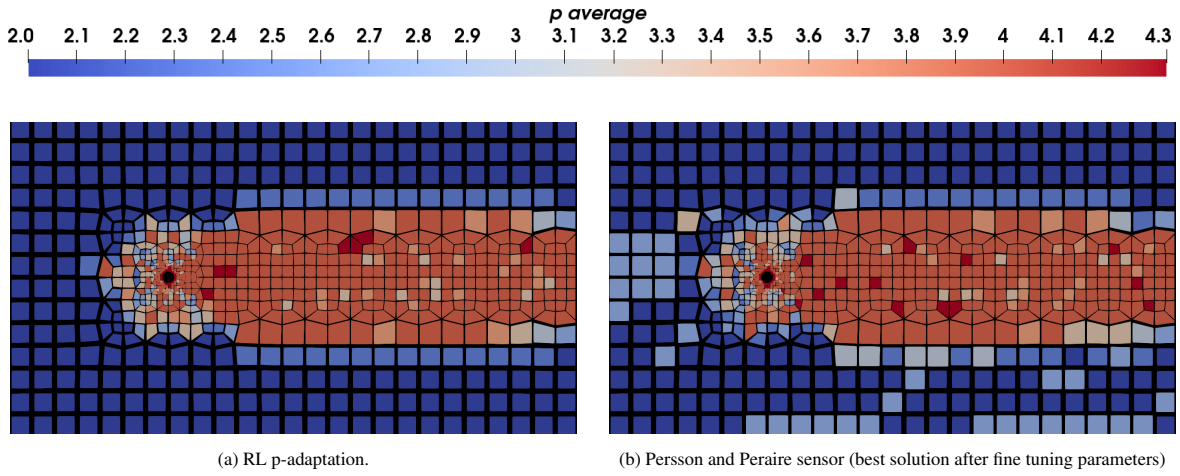 p average
2.0 2.1 2.2 2.3 2.4 2.5 2.6 2.7 2.8 2.9 3 3.1 3.2 3.3 3.4 3.5 3.6 3.7 3.8 3.9 4 4.1 4.2 4.3
(a) RL p-adaptation.
(b) Persson and Peraire sensor (best solution after fine tuning parameters)